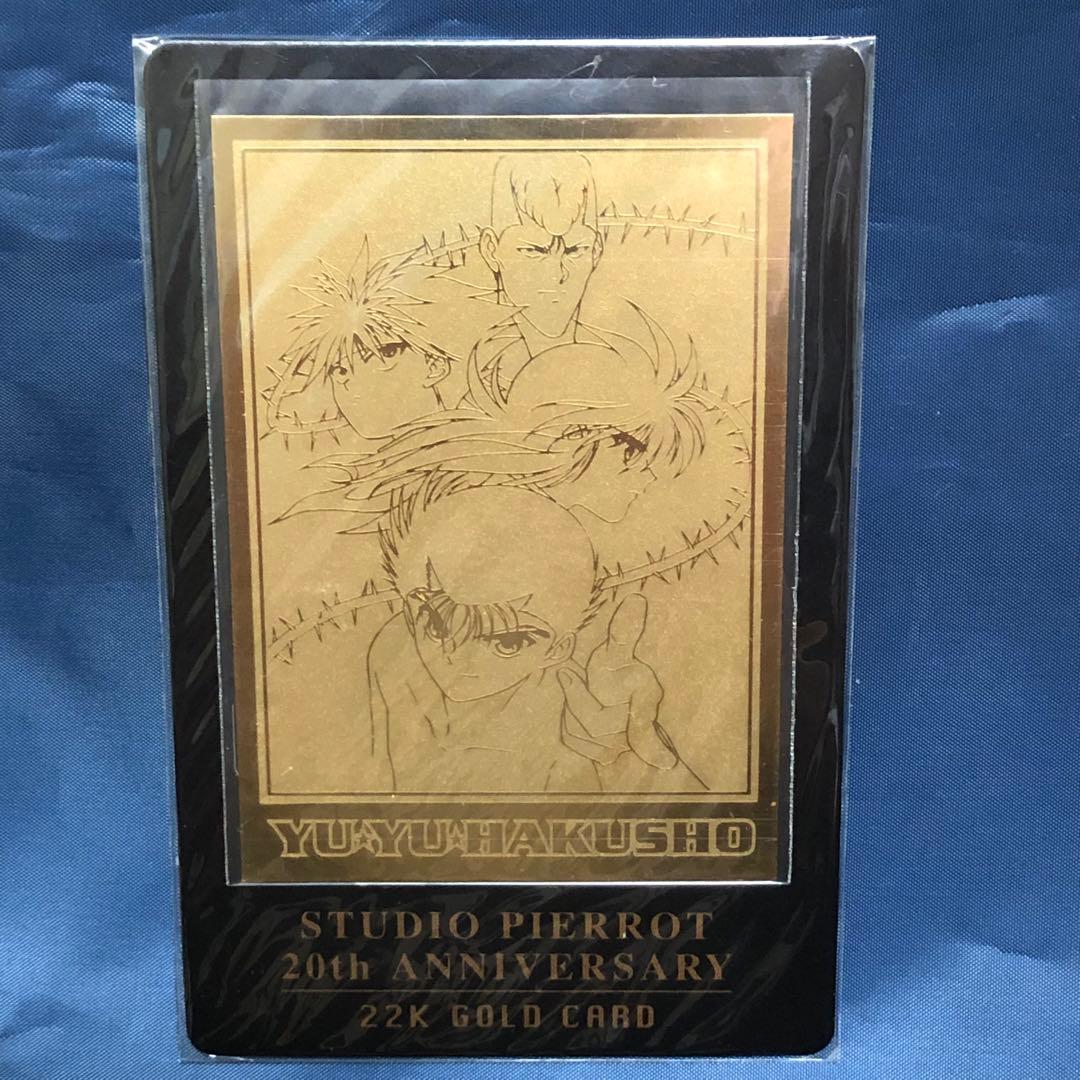 YU★YU★HAKUSHO
STUDIO PIERROT
20th ANNIVERSARY
22K GOLD CARD